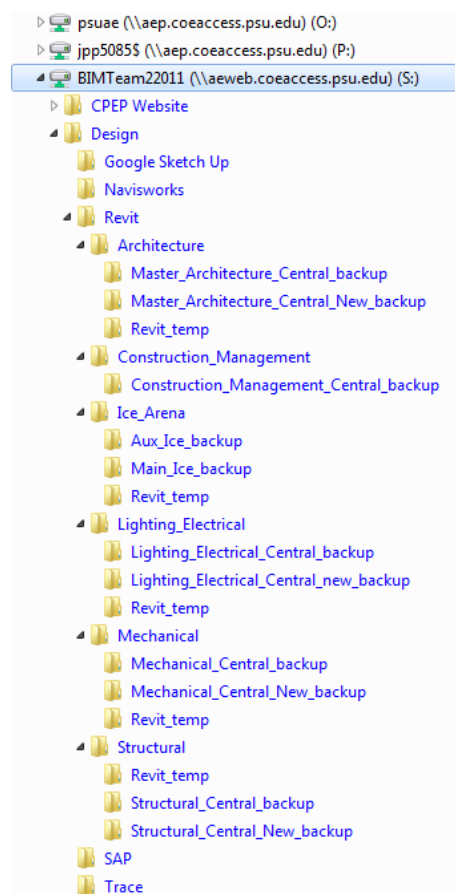 psuae (\\aep.coeaccess.psu.edu) (O:)
jpp5085$ (\\aep.coeaccess.psu.edu) (P:)
BIMTeam22011 (\\aeweb.coeaccess.psu.edu) (S:)
CPEP Website
Design
Google Sketch Up
Navisworks
Revit
Architecture
Master_Architecture_Central_backup
Master_Architecture_Central_New_backup
Revit_temp
Construction_Management
Construction_Management_Central_backup
Ice_Arena
Aux_Ice_backup
Main_Ice_backup
Revit_temp
Lighting_Electrical
Lighting_Electrical_Central_backup
Lighting_Electrical_Central_new_backup
Revit_temp
Mechanical
Mechanical_Central_backup
Mechanical_Central_New_backup
Revit_temp
Structural
Revit_temp
Structural_Central_backup
Structural_Central_New_backup
SAP
Trace